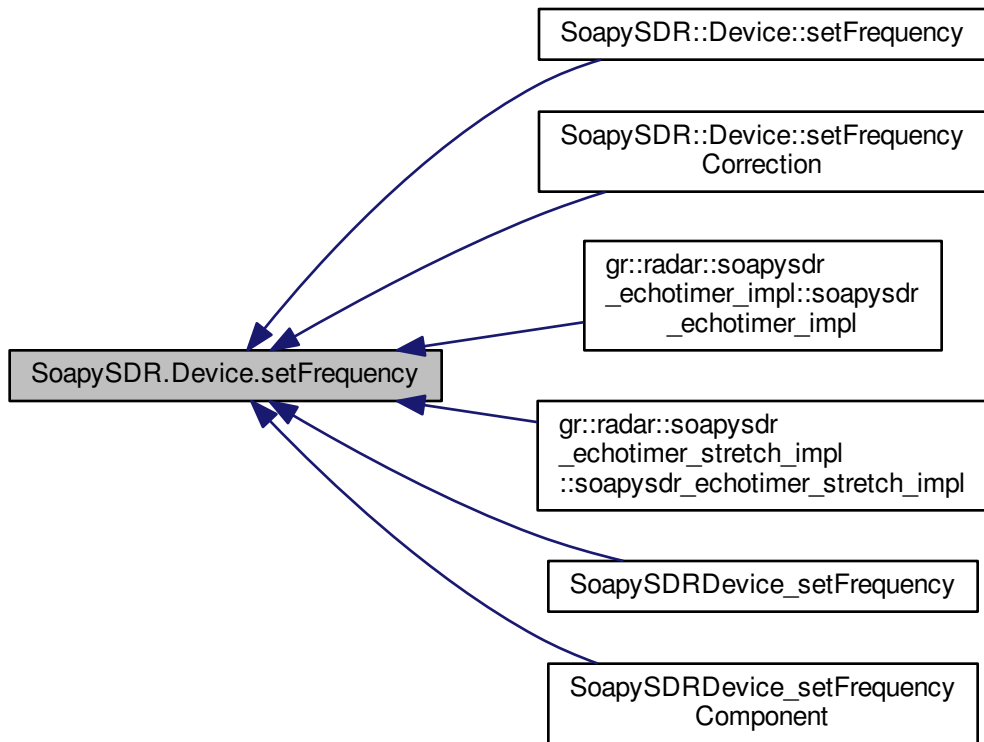 SoapySDR::Device::setFrequency
SoapySDR::Device::setFrequency
Correction
gr::radar::soapysdr
_echotimer_impl::soapysdr
_echotimer_impl
SoapySDR.Device.setFrequency
gr::radar::soapysdr
_echotimer_stretch_impl
::soapysdr_echotimer_stretch_impl
SoapySDRDevice_setFrequency
SoapySDRDevice_setFrequency
Component